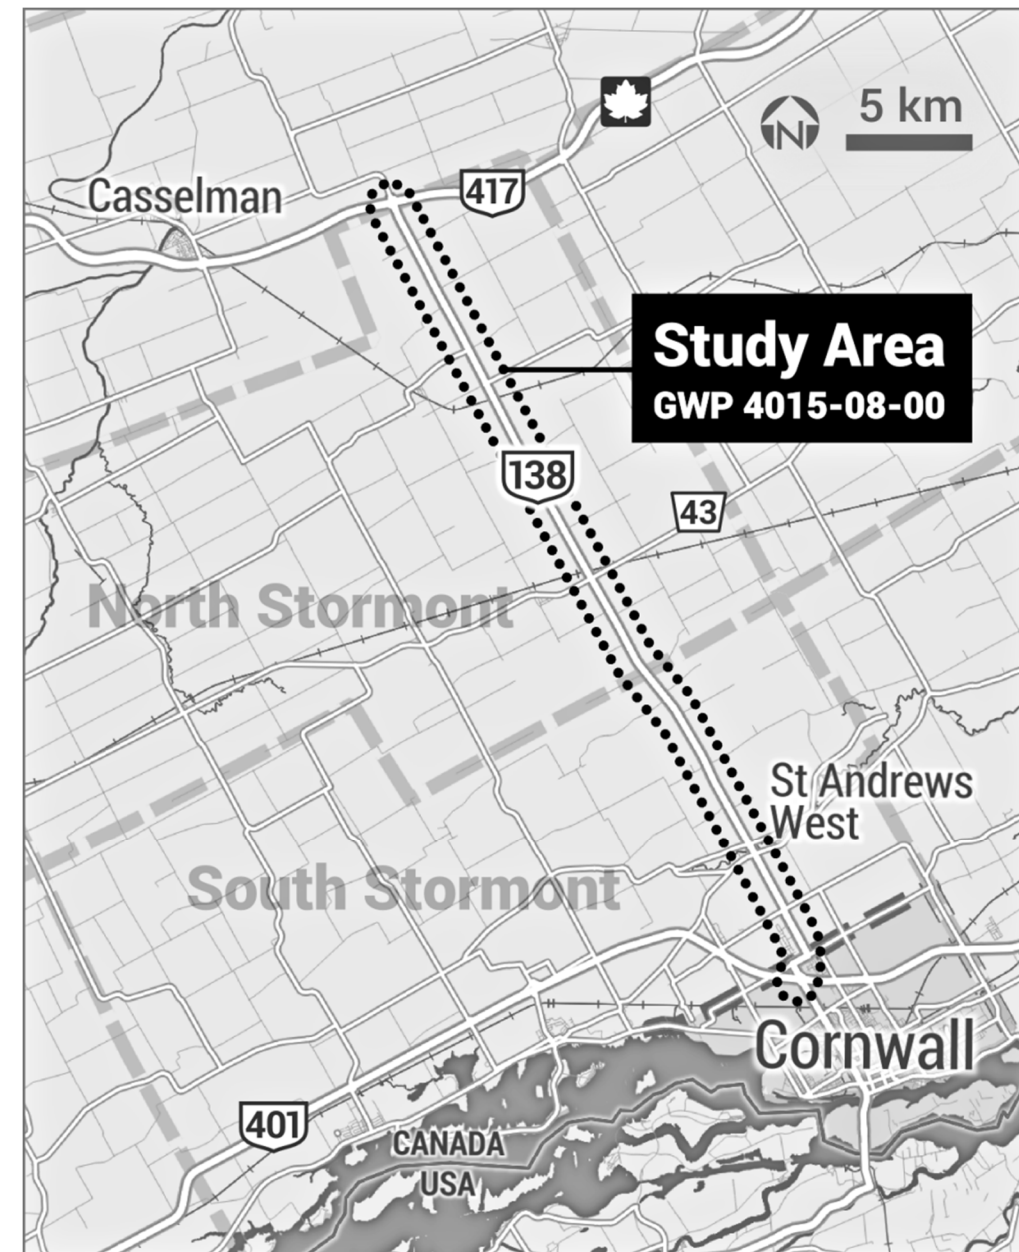 N
5 km
Casselman
417
Study Area
GWP 4015-08-00
138
43
North Stormont
St Andrews
West
South Stormont
Cornwall
401
CANADA
USA